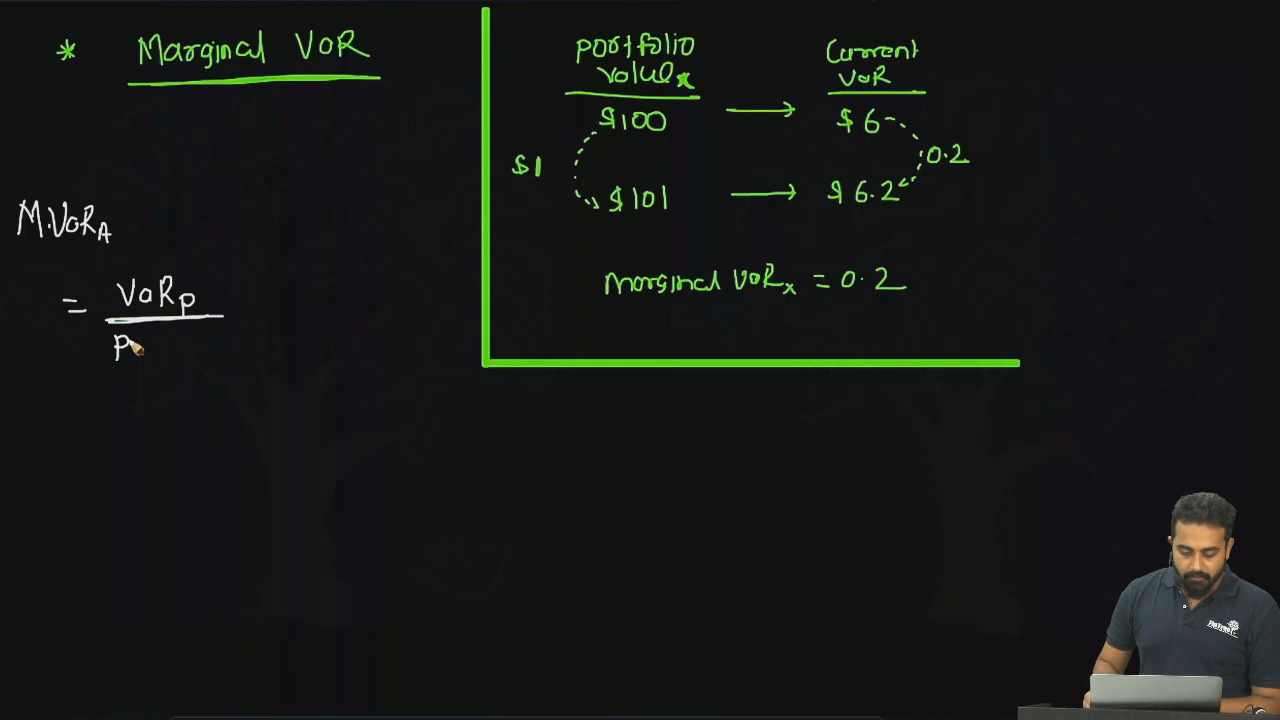 * Marginal VaR
M.VaR_A
= VaR_P
P
portfolio value_x
Current VaR
$100 → $6
$1
0.2
$101 → $6.2
marginal VaR_x = 0.2